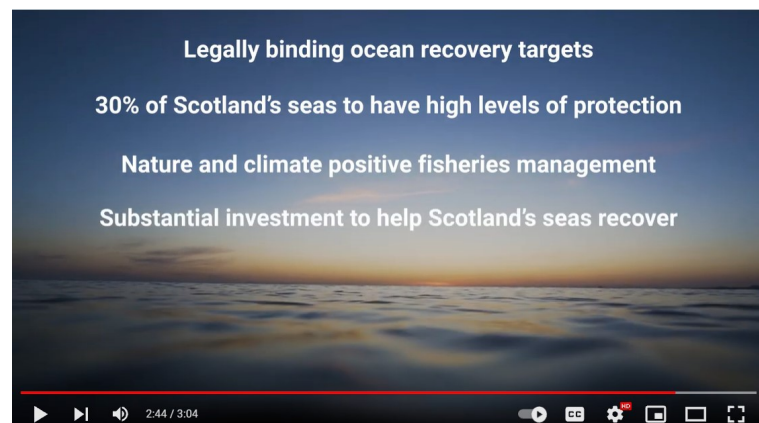 Legally binding ocean recovery targets
30% of Scotland's seas to have high levels of protection
Nature and climate positive fisheries management
Substantial investment to help Scotland's seas recover
2:44 / 3:04
CC
HD